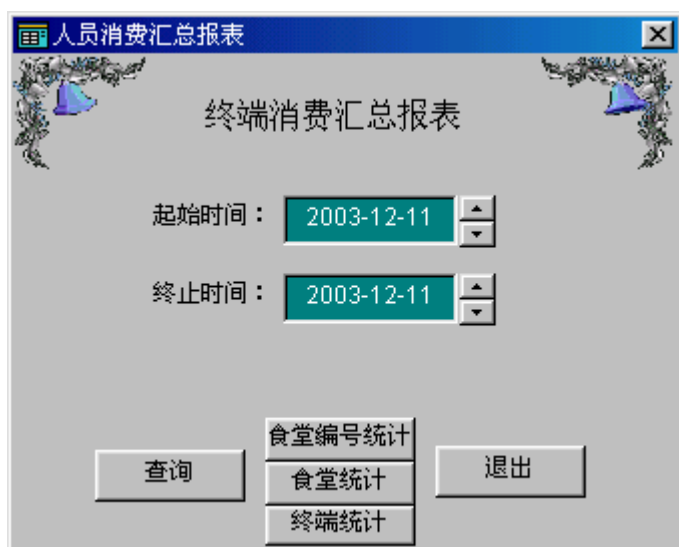 人员消费汇总报表
终端消费汇总报表
起始时间：
2003-12-11
终止时间：
2003-12-11
查询
食堂编号统计
食堂统计
终端统计
退出